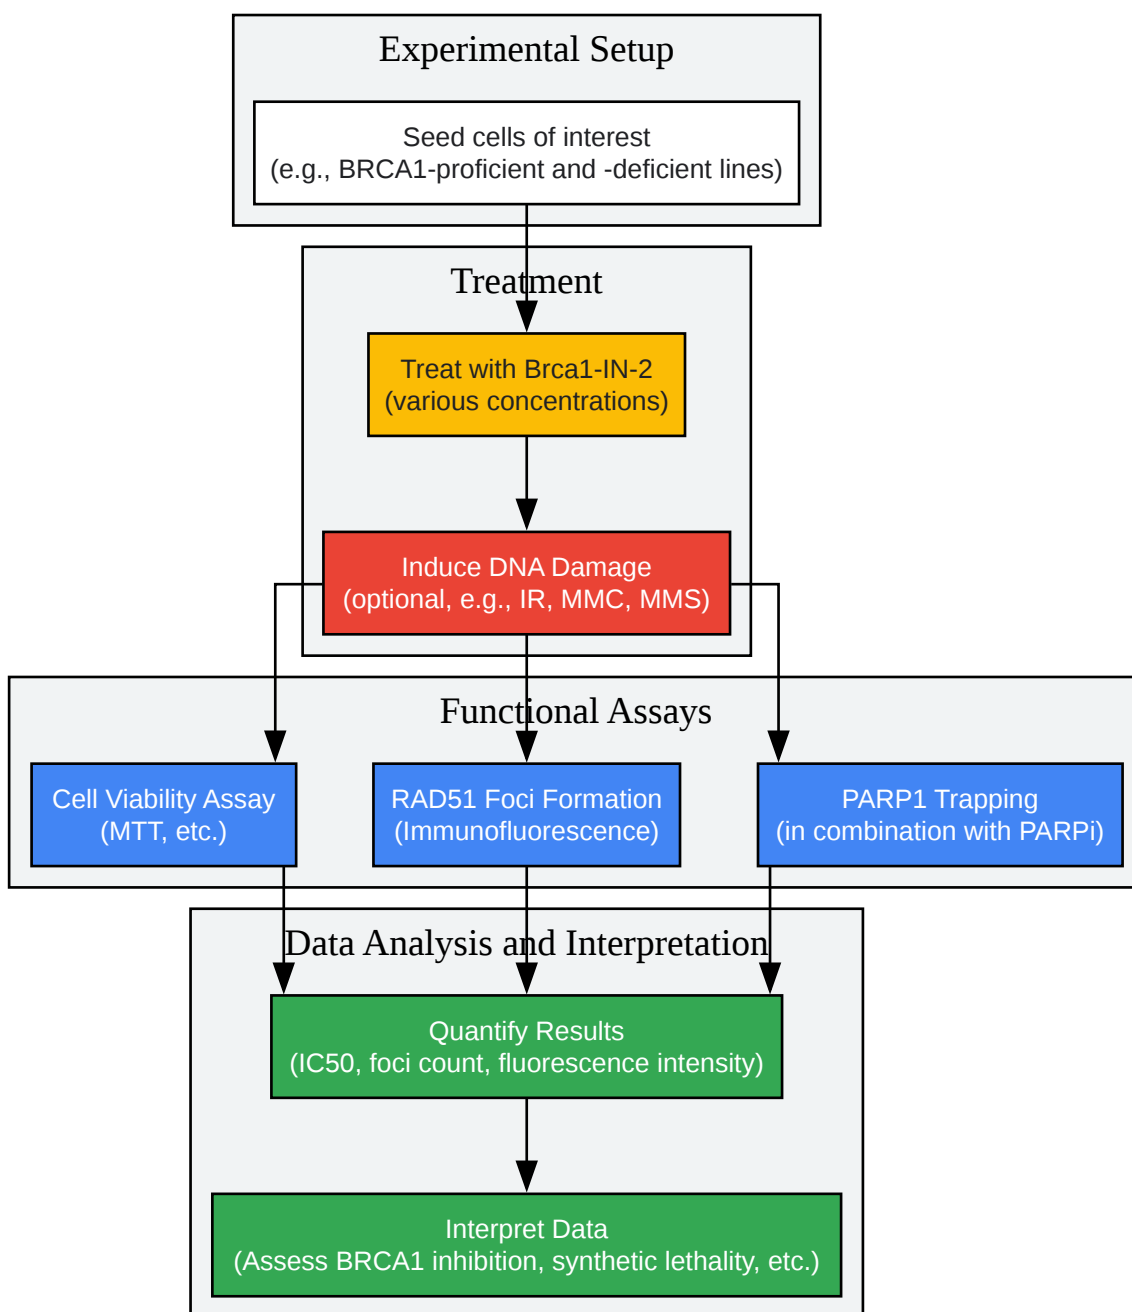 Experimental Setup
Seed cells of interest
(e.g., BRCA1-proficient and -deficient lines)
Treatment
Treat with Brca1-IN-2
(various concentrations)
Induce DNA Damage
(optional, e.g., IR, MMC, MMS)
Functional Assays
Cell Viability Assay
(MTT, etc.)
RAD51 Foci Formation
(Immunofluorescence)
PARP1 Trapping
(in combination with PARPi)
Data Analysis and Interpretation
Quantify Results
(IC50, foci count, fluorescence intensity)
Interpret Data
(Assess BRCA1 inhibition, synthetic lethality, etc.)